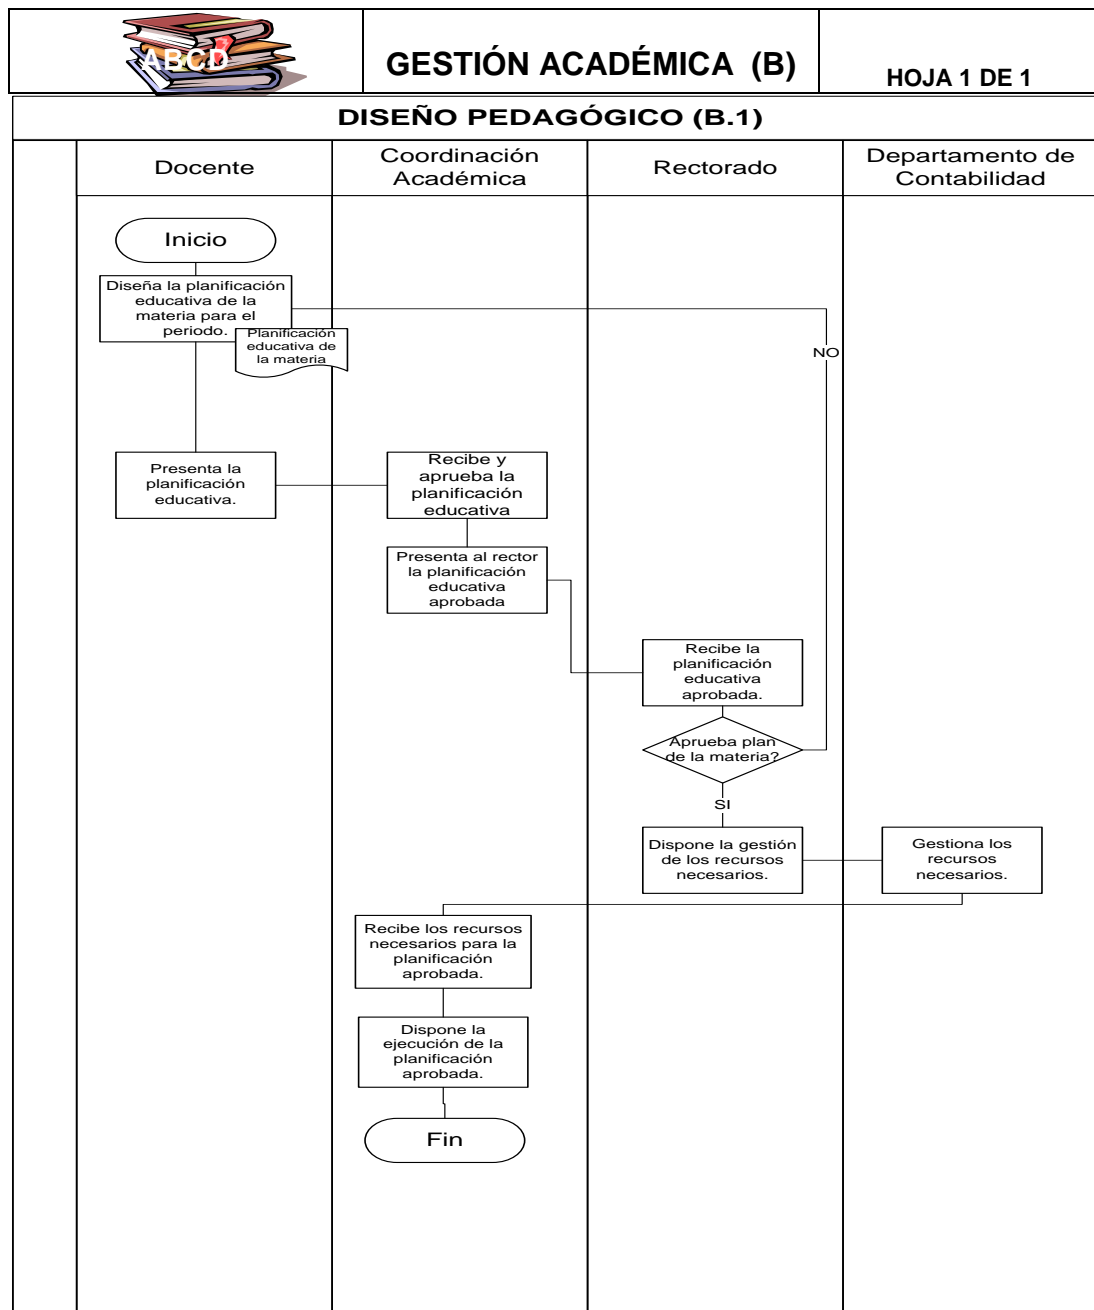 ABCD
GESTIÓN ACADÉMICA (B)
HOJA 1 DE 1
DISEÑO PEDAGÓGICO (B.1)
Docente
Coordinación
Académica
Rectorado
Departamento de
Contabilidad
Inicio
Diseña la planificación
educativa de la
materia para el
periodo.
Planificación
educativa de
la materia
NO
Presenta la
planificación
educativa.
Recibe y
aprueba la
planificación
educativa
Presenta al rector
la planificación
educativa
aprobada
Recibe la
planificación
educativa
aprobada.
Aprueba plan
de la materia?
SI
Dispone la gestión
de los recursos
necesarios.
Gestiona los
recursos
necesarios.
Recibe los recursos
necesarios para la
planificación
aprobada.
Dispone la
ejecución de la
planificación
aprobada.
Fin